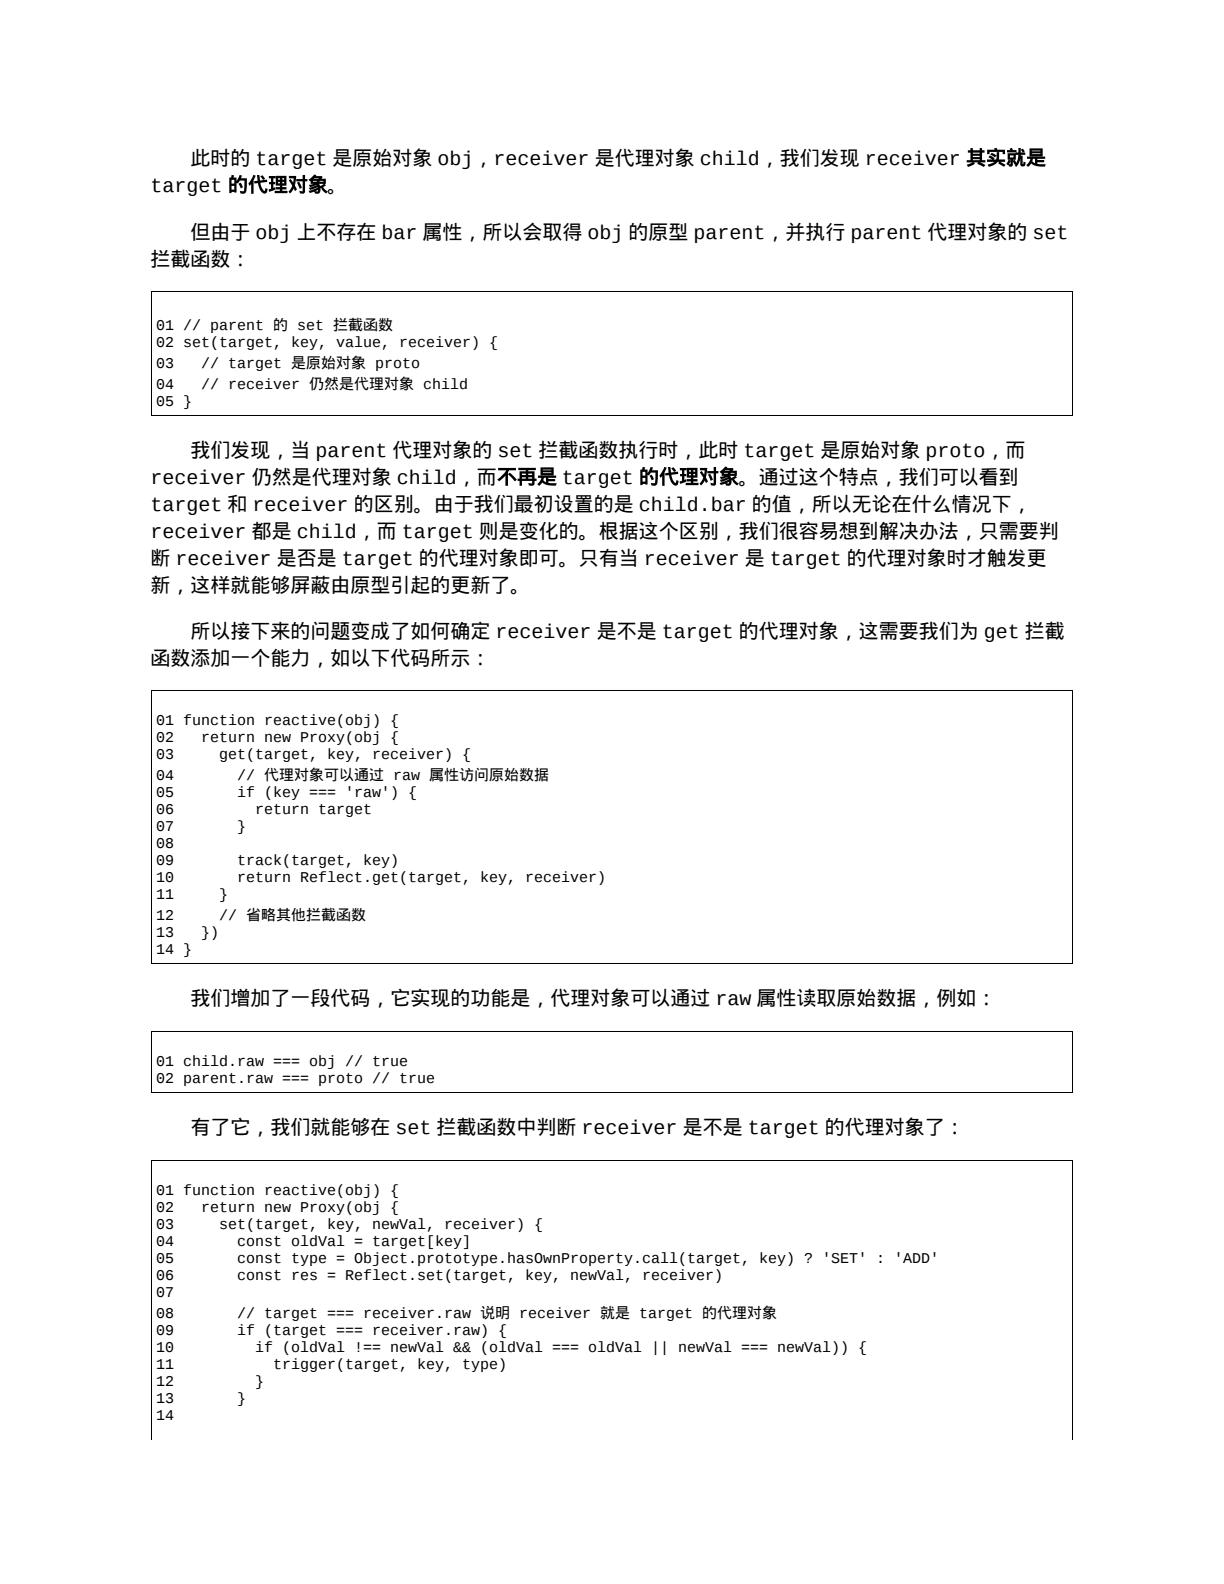 此时的 target 是原始对象 obj，receiver 是代理对象 child，我们发现 receiver 其实就是
target 的代理对象。
但由于 obj 上不存在 bar 属性，所以会取得 obj 的原型 parent，并执行 parent 代理对象的 set
拦截函数：
01 // parent 的 set 拦截函数
02 set(target, key, value, receiver) {
03   // target 是原始对象 proto
04   // receiver 仍然是代理对象 child
05 }
我们发现，当 parent 代理对象的 set 拦截函数执行时，此时 target 是原始对象 proto，而
receiver 仍然是代理对象 child，而不再是 target 的代理对象。通过这个特点，我们可以看到
target 和 receiver 的区别。由于我们最初设置的是 child.bar 的值，所以无论在什么情况下，
receiver 都是 child，而 target 则是变化的。根据这个区别，我们很容易想到解决办法，只需要判
断 receiver 是否是 target 的代理对象即可。只有当 receiver 是 target 的代理对象时才触发更
新，这样就能够屏蔽由原型引起的更新了。
所以接下来的问题变成了如何确定 receiver 是不是 target 的代理对象，这需要我们为 get 拦截
函数添加一个能力，如以下代码所示：
01 function reactive(obj) {
02   return new Proxy(obj {
03     get(target, key, receiver) {
04       // 代理对象可以通过 raw 属性访问原始数据
05       if (key === 'raw') {
06         return target
07       }
08
09       track(target, key)
10       return Reflect.get(target, key, receiver)
11     }
12     // 省略其他拦截函数
13   })
14 }
我们增加了一段代码，它实现的功能是，代理对象可以通过 raw 属性读取原始数据，例如：
01 child.raw === obj // true
02 parent.raw === proto // true
有了它，我们就能够在 set 拦截函数中判断 receiver 是不是 target 的代理对象了：
01 function reactive(obj) {
02   return new Proxy(obj {
03     set(target, key, newVal, receiver) {
04       const oldVal = target[key]
05       const type = Object.prototype.hasOwnProperty.call(target, key) ? 'SET' : 'ADD'
06       const res = Reflect.set(target, key, newVal, receiver)
07
08       // target === receiver.raw 说明 receiver 就是 target 的代理对象
09       if (target === receiver.raw) {
10         if (oldVal !== newVal && (oldVal === oldVal || newVal === newVal)) {
11           trigger(target, key, type)
12         }
13       }
14